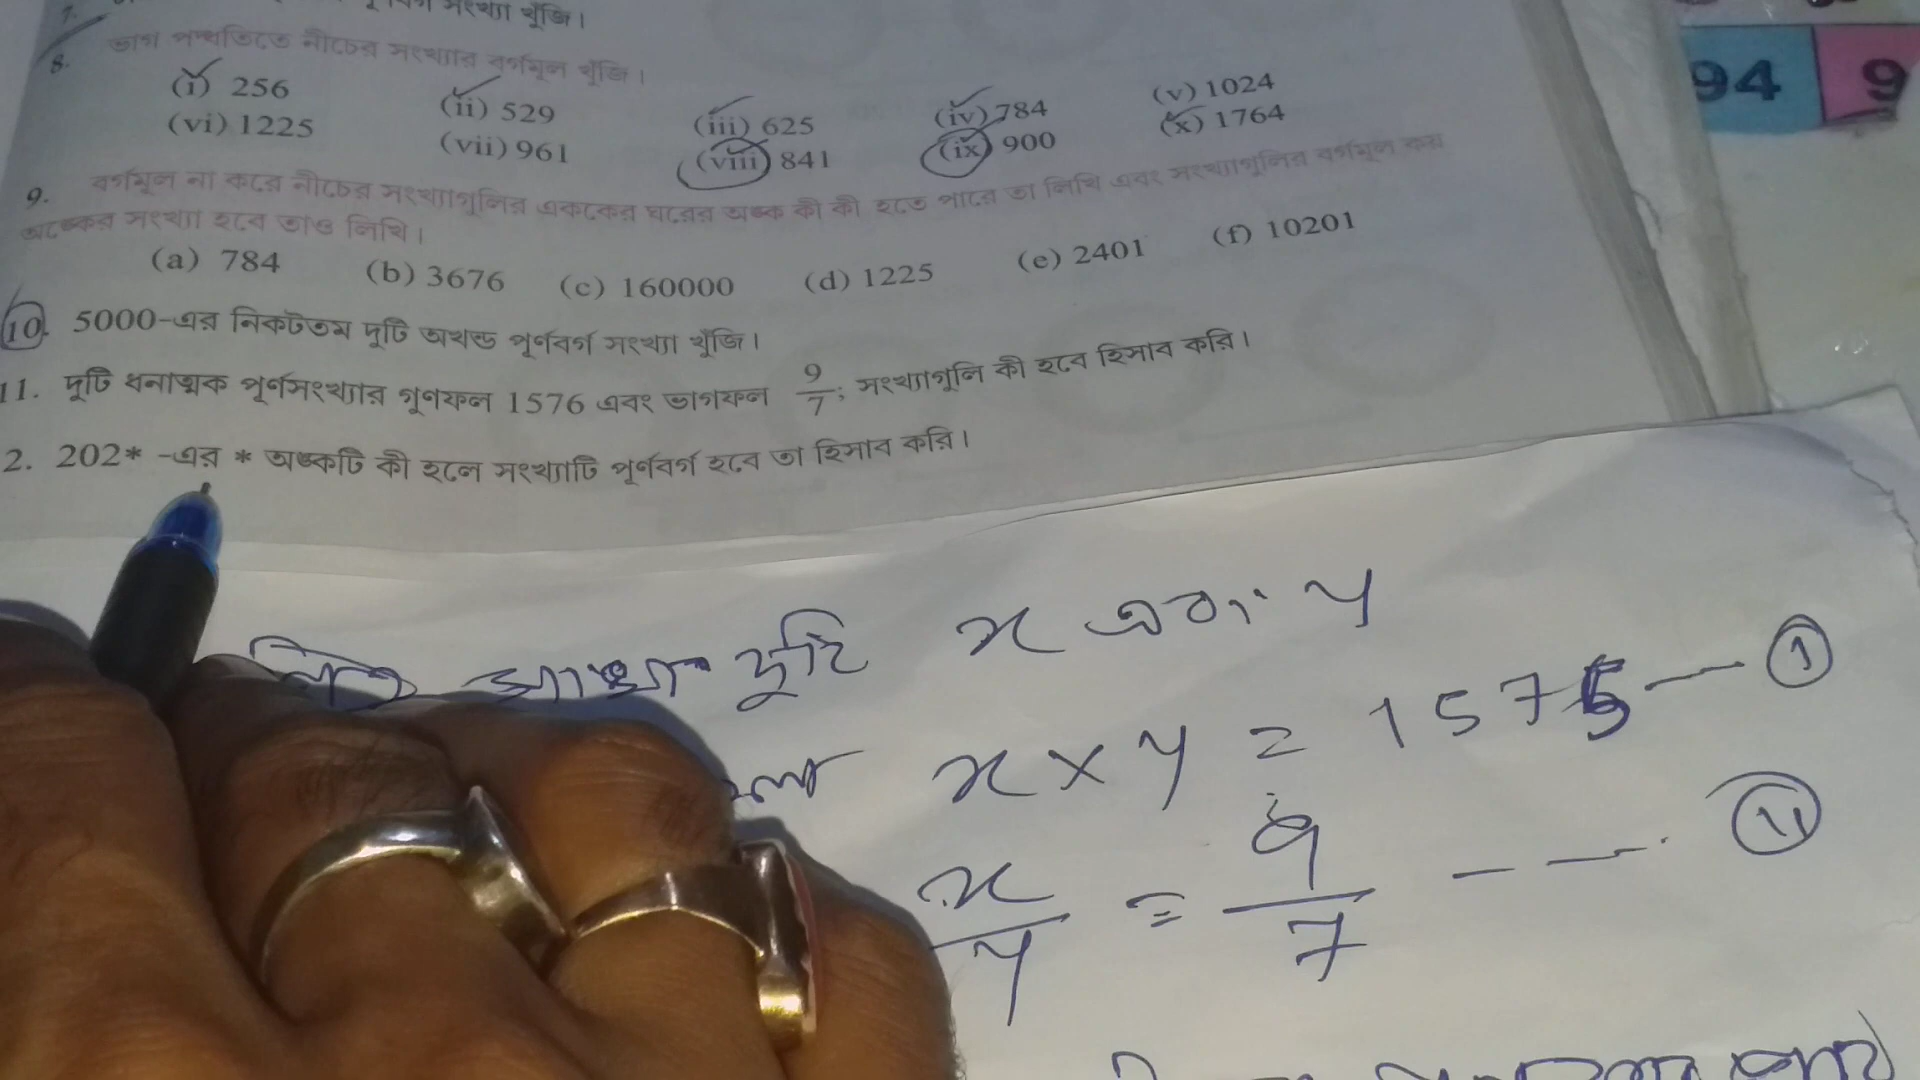 7. সংখ্যা খুঁজি।
8. ভাগ পদ্ধতিতে নীচের সংখ্যার বর্গমূল খুঁজি।
(i) 256 (ii) 529 (iii) 625 (iv) 784 (v) 1024
(vi) 1225 (vii) 961 (viii) 841 (ix) 900 (x) 1764
9. বর্গমূল না করে নীচের সংখ্যাগুলির এককের ঘরের অঙ্ক কী কী হতে পারে তা লিখি এবং সংখ্যাগুলির বর্গমূল কয়
অঙ্কের সংখ্যা হবে তাও লিখি।
(a) 784 (b) 3676 (c) 160000 (d) 1225 (e) 2401 (f) 10201
10. 5000-এর নিকটতম দুটি অখন্ড পূর্ণবর্গ সংখ্যা খুঁজি।
11. দুটি ধনাত্মক পূর্ণসংখ্যার গুণফল 1576 এবং ভাগফল 9/7; সংখ্যাগুলি কী হবে হিসাব করি।
2. 202* -এর * অঙ্কটি কী হলে সংখ্যাটি পূর্ণবর্গ হবে তা হিসাব করি।
94 9
দুটি x এবং y
x × y = 1575 — (I)
x/y = 9/7 --- (II)